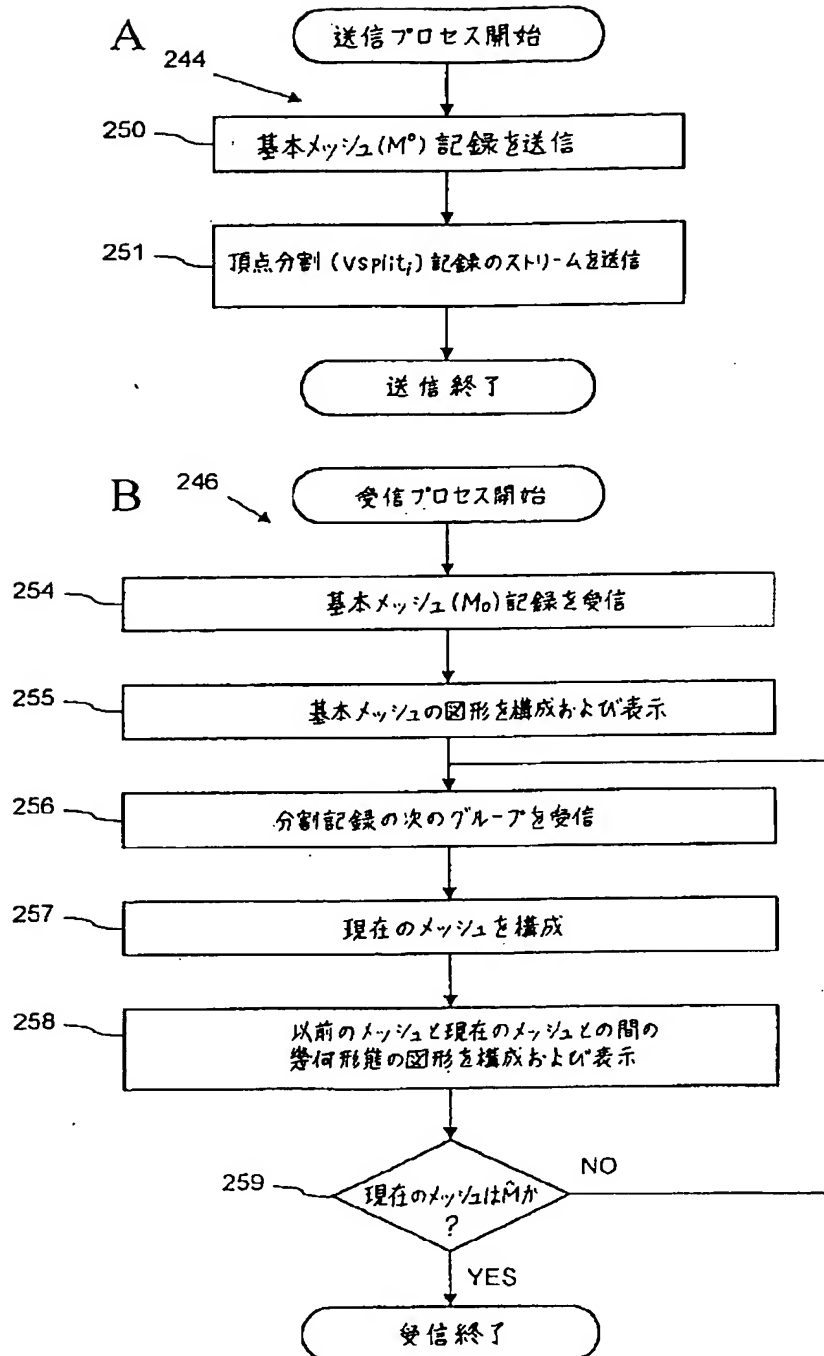 A
送信プロセス開始
244
250
基本メッシュ(M⁰)記録を送信
251
頂点分割(Vspliti)記録のストリームを送信
送信終了
B
246
受信プロセス開始
254
基本メッシュ(M₀)記録を受信
255
基本メッシュの図形を構成および表示
256
分割記録の次のグループを受信
257
現在のメッシュを構成
258
以前のメッシュと現在のメッシュとの間の
幾何形態の図形を構成および表示
259
現在のメッシュはM̂か
?
NO
YES
受信終了